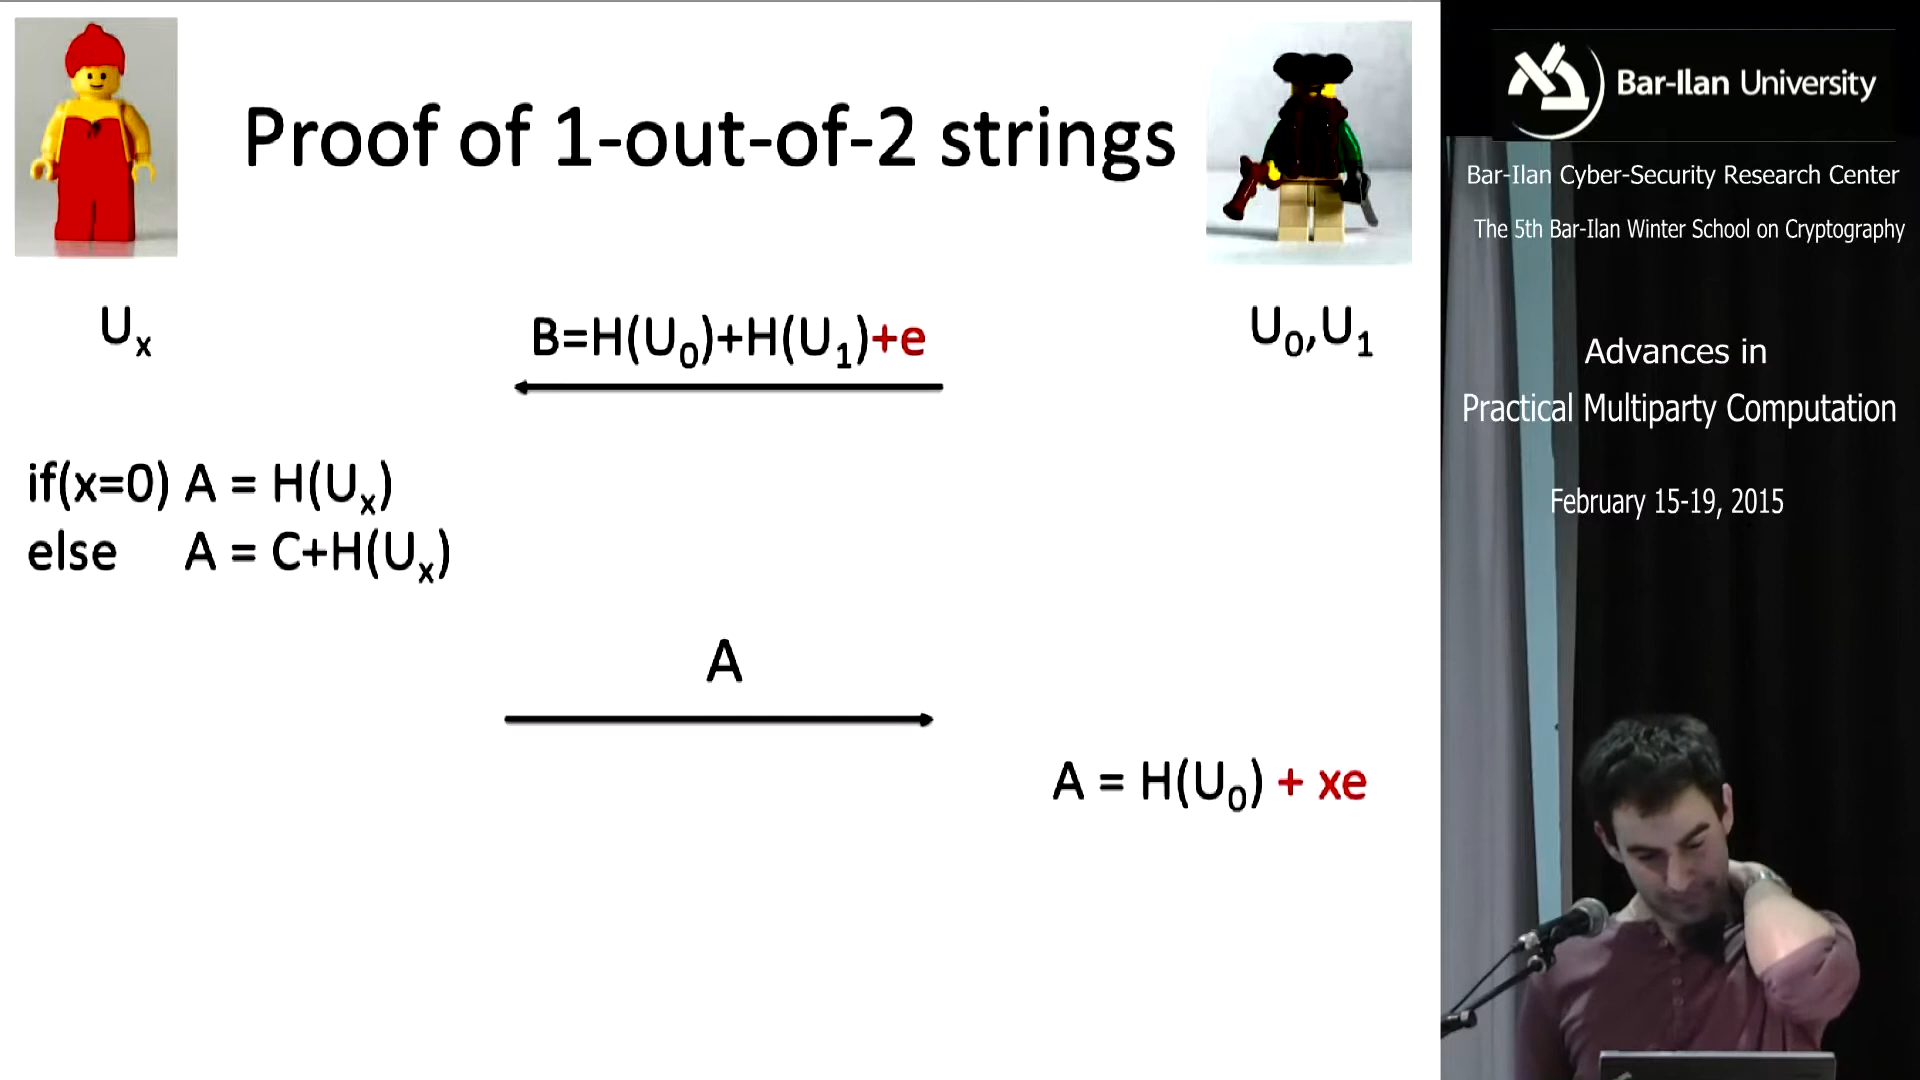 Proof of 1-out-of-2 strings
Uₓ
B=H(U₀)+H(U₁)+e
U₀,U₁
if(x=0) A = H(Uₓ)
else A = C+H(Uₓ)
A
A = H(U₀) + xe
Bar-Ilan University
Bar-Ilan Cyber-Security Research Center
The 5th Bar-Ilan Winter School on Cryptography
Advances in
Practical Multiparty Computation
February 15-19, 2015